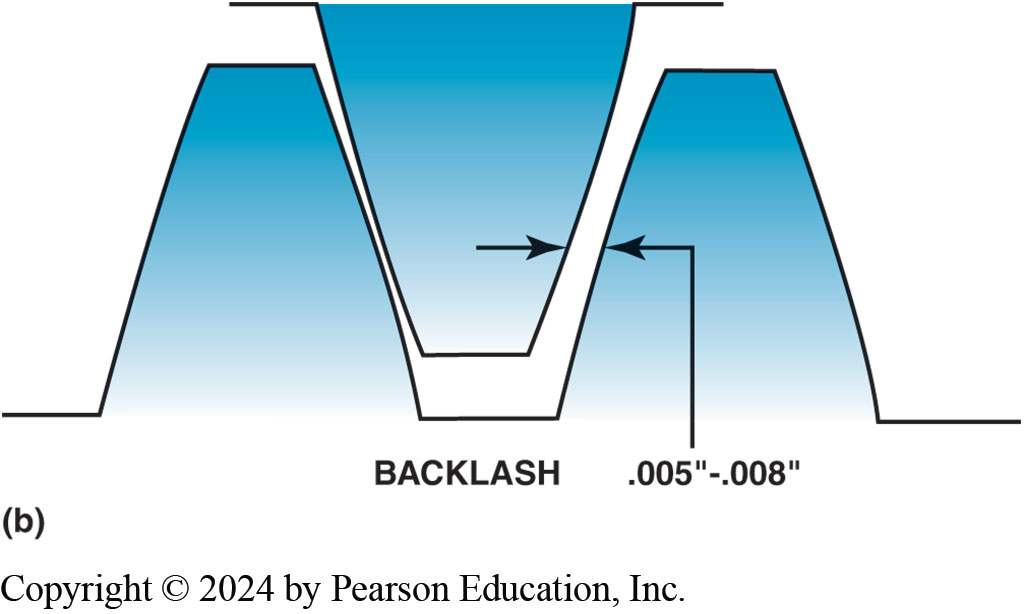 BACKLASH .005"-.008"
(b)
Copyright © 2024 by Pearson Education, Inc.